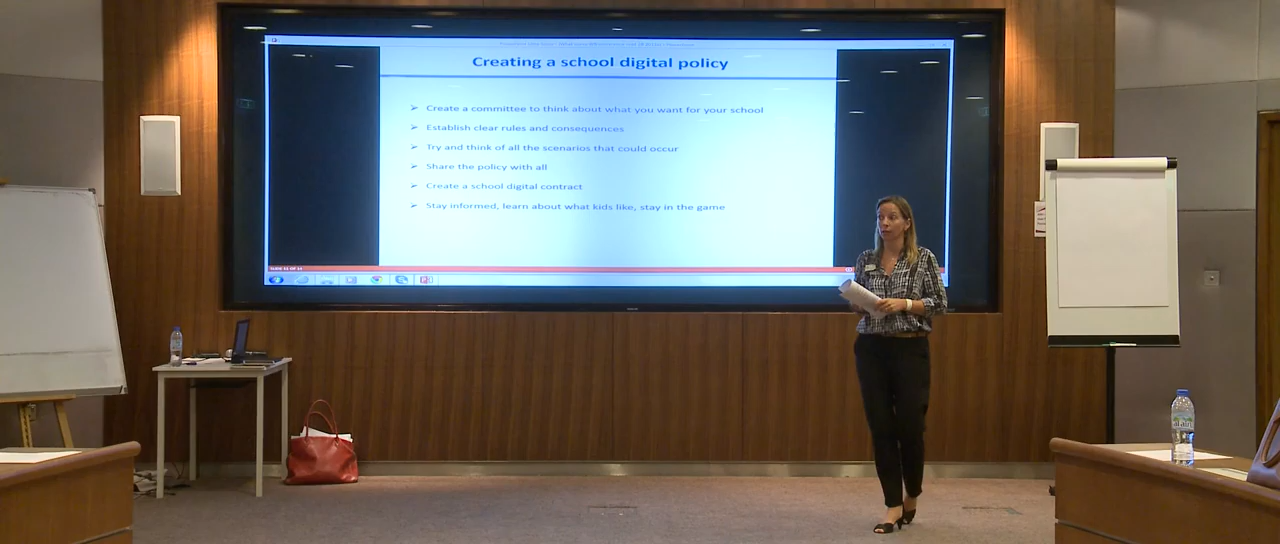 Creating a school digital policy
Create a committee to think about what you want for your school
Establish clear rules and consequences
Try and think of all the scenarios that could occur
Share the policy with all
Create a school digital contract
Stay informed, learn about what kids like, stay in the game